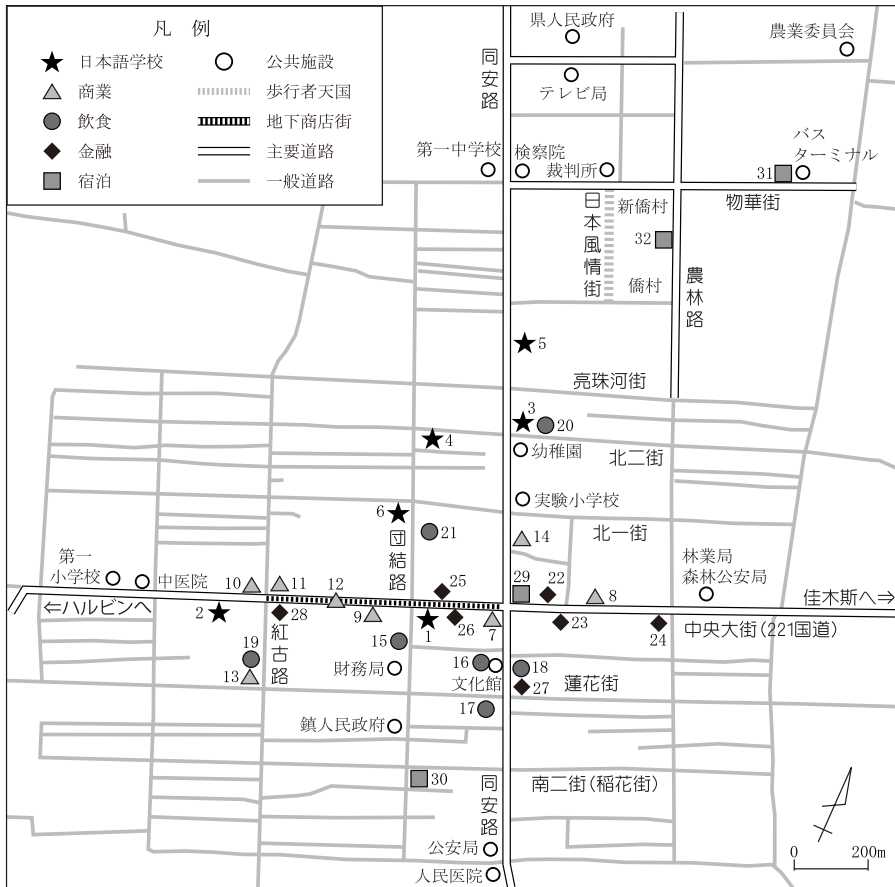 凡 例
日本語学校
公共施設
商業
歩行者天国
飲食
地下商店街
金融
主要道路
宿泊
一般道路
県人民政府
農業委員会
同安路
テレビ局
バス
ターミナル
第一中学校
検察院
裁判所
31
物華街
日本風情街
新僑村
32
僑村
農林路
5
亮珠河街
3
20
4
幼稚園
北二街
6
実験小学校
21
団結路
14
北一街
第一
小学校
中医院
10
11
12
25
29
22
8
林業局
森林公安局
佳木斯へ⇒
⇐ハルビンへ
2
28
9
1
26
7
23
24
中央大街(221国道)
紅古路
19
13
15
財務局
16
文化館
18
27
蓮花街
17
鎮人民政府
30
同安路
南二街(稲花街)
公安局
人民医院
0
200m